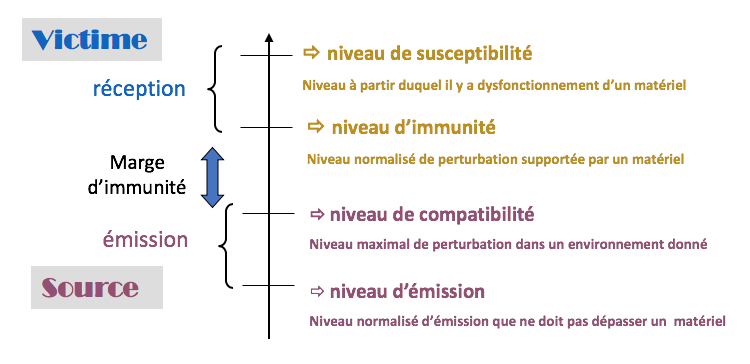 Victime
⇨ niveau de susceptibilité
réception
Niveau à partir duquel il y a dysfonctionnement d'un matériel
⇨ niveau d'immunité
Niveau normalisé de perturbation supportée par un matériel
Marge
d'immunité
⇨ niveau de compatibilité
émission
Niveau maximal de perturbation dans un environnement donné
Source
⇨ niveau d'émission
Niveau normalisé d'émission que ne doit pas dépasser un matériel